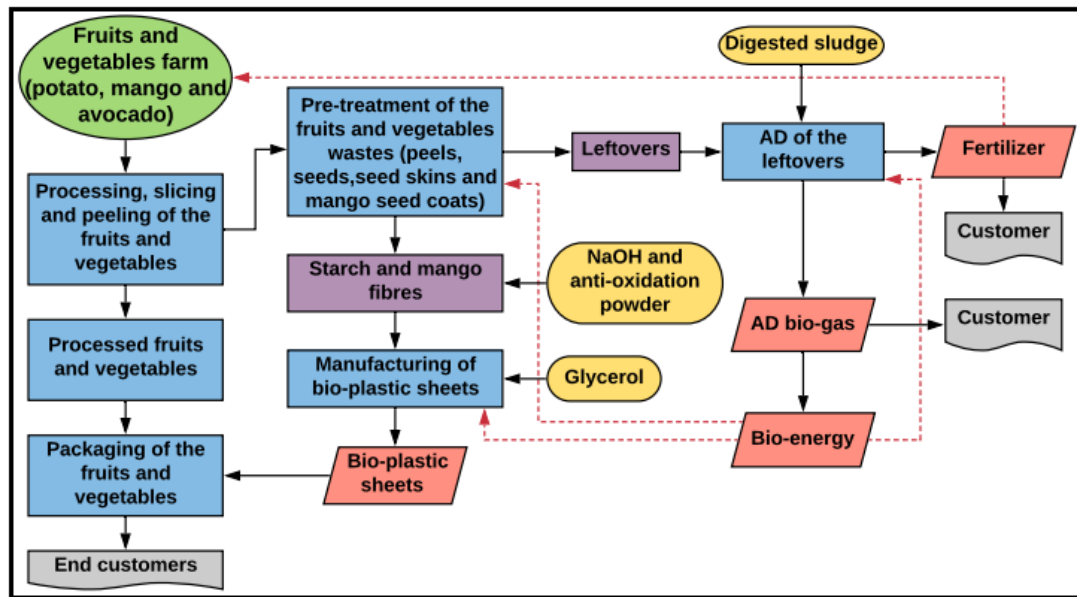 Fruits and
vegetables farm
(potato, mango and
avocado)
Processing, slicing
and peeling of the
fruits and
vegetables
Processed fruits
and vegetables
Packaging of the
fruits and
vegetables
End customers
Pre-treatment of the
fruits and vegetables
wastes (peels,
seeds,seed skins and
mango seed coats)
Starch and mango
fibres
Manufacturing of
bio-plastic sheets
Bio-plastic
sheets
Leftovers
NaOH and
anti-oxidation
powder
Glycerol
Digested sludge
AD of the
leftovers
AD bio-gas
Bio-energy
Fertilizer
Customer
Customer